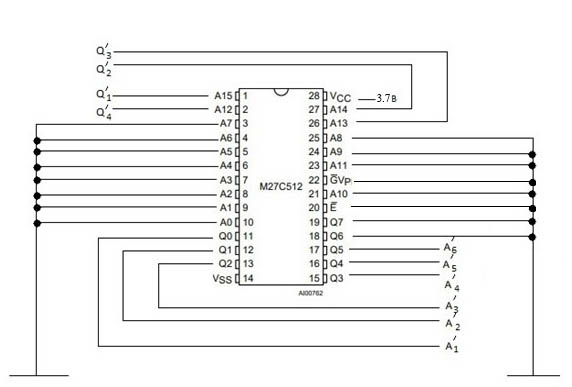 Q′3
Q′2
Q′1 A15 1 28 VCC 3.7в
Q′4 A12 2 27 A14
A7 3 26 A13
A6 4 25 A8
A5 5 24 A9
A4 6 23 A11
A3 7 M27C512 22 GVP
A2 8 21 A10
A1 9 20 E
A0 10 19 Q7
Q0 11 18 Q6
Q1 12 17 Q5 A′6
Q2 13 16 Q4 A′5
VSS 14 15 Q3 A′4
AI00762
A′3
A′2
A′1